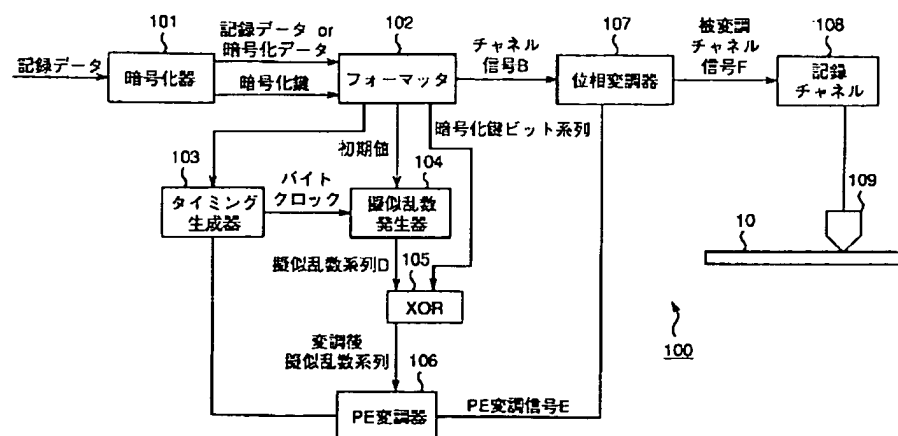 101
102
107
108
記録データ or
暗号化データ
チャネル
信号B
被変調
チャネル
信号F
記録データ
暗号化器
フォーマッタ
位相変調器
記録
チャネル
暗号化鍵
暗号化鍵ビット系列
初期値
103
104
109
バイト
クロック
タイミング
生成器
擬似乱数
発生器
10
擬似乱数系列D
105
XOR
100
変調後
擬似乱数系列
106
PE変調器
PE変調信号E